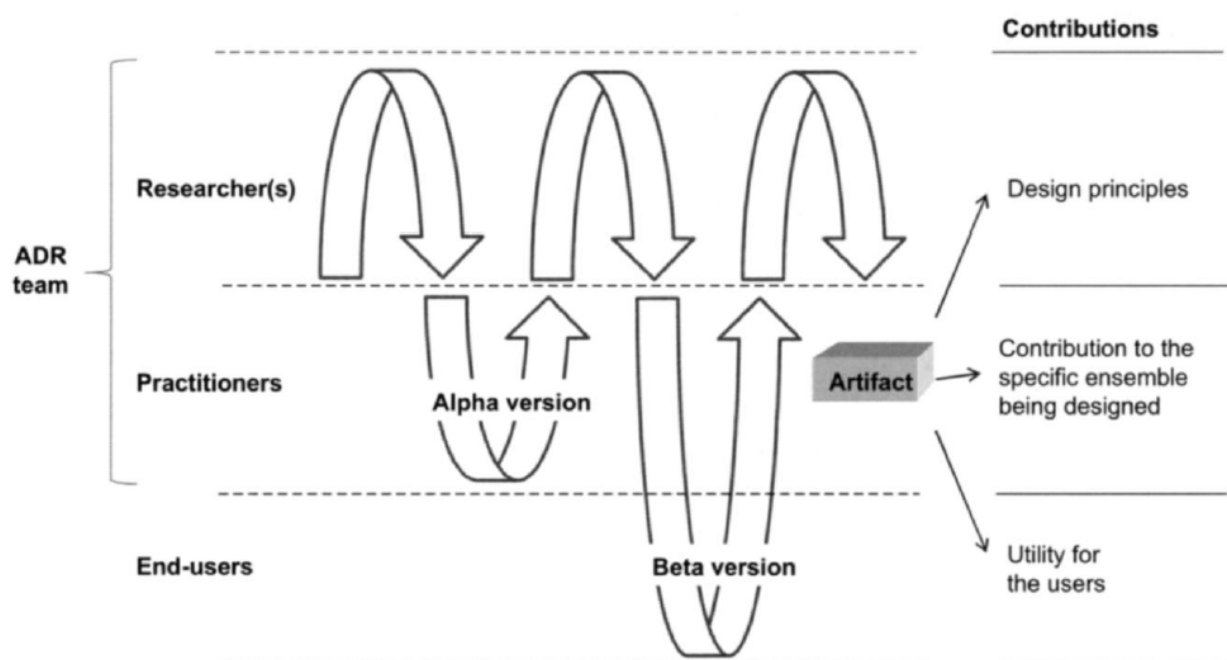 Contributions
Researcher(s)
Design principles
ADR
team
Practitioners
Alpha version
Artifact
Contribution to the
specific ensemble
being designed
End-users
Beta version
Utility for
the users